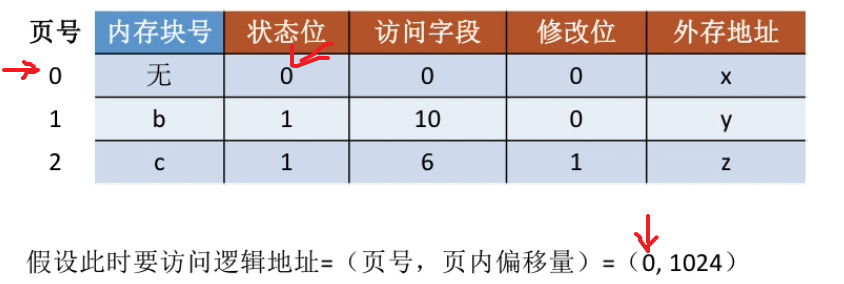 页号 内存块号 状态位 访问字段 修改位 外存地址
0 无 0 0 0 x
1 b 1 10 0 y
2 c 1 6 1 z
假设此时要访问逻辑地址=（页号，页内偏移量）=（0, 1024）